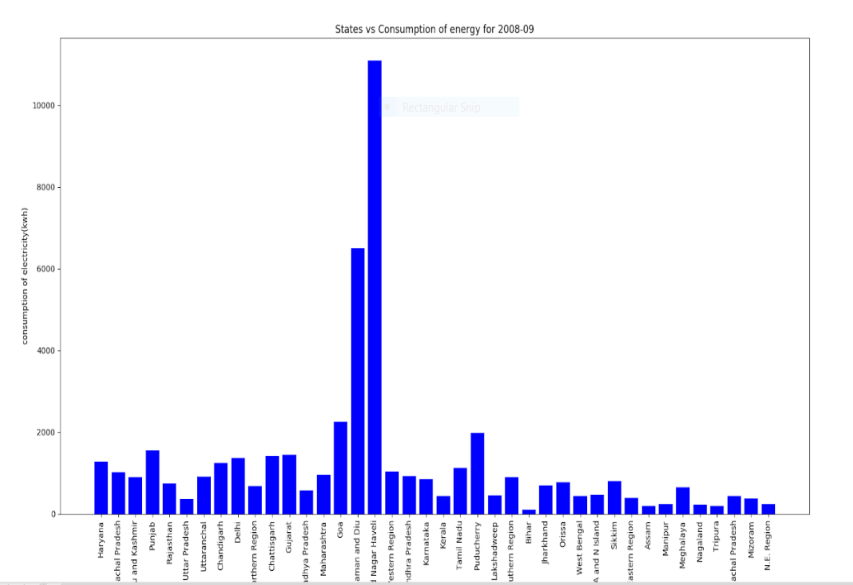 States vs Consumption of energy for 2008-09
Rectangular Snip
consumption of electricity(kwh)
10000
8000
6000
4000
2000
0
Haryana
achal Pradesh
u and Kashmir
Punjab
Rajasthan
Uttar Pradesh
Uttaranchal
Chandigarh
Delhi
rthern Region
Chattisgarh
Gujarat
dhya Pradesh
Maharashtra
Goa
aman and Diu
l Nagar Haveli
estern Region
dhra Pradesh
Karnataka
Kerala
Tamil Nadu
Puducherry
Lakshadweep
uthern Region
Bihar
Jharkhand
Orissa
West Bengal
A and N Island
Sikkim
astern Region
Assam
Manipur
Meghalaya
Nagaland
Tripura
achal Pradesh
Mizoram
N.E. Region